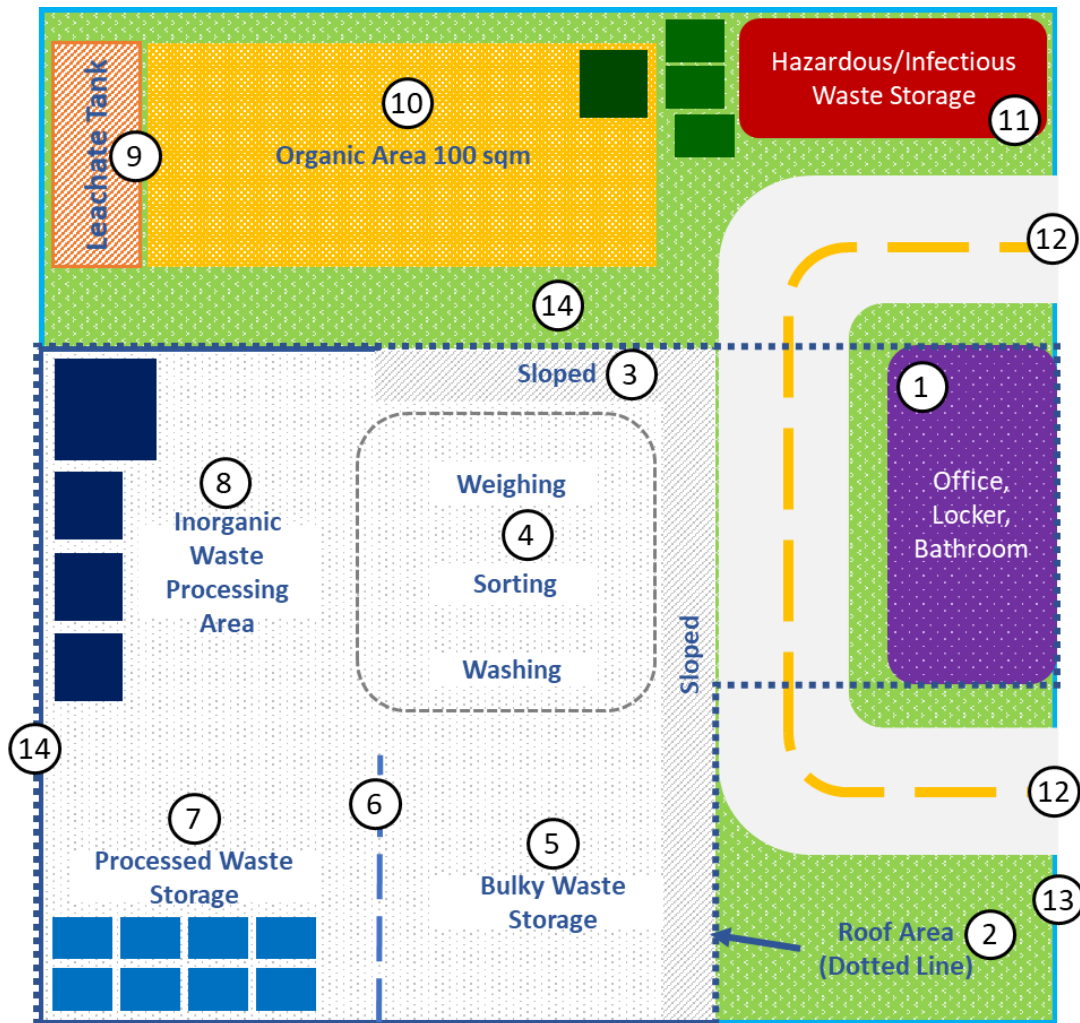 Leachate Tank
9
10
Organic Area 100 sqm
Hazardous/Infectious
Waste Storage
11
12
14
Sloped
3
1
Office,
Locker,
Bathroom
8
Inorganic
Waste
Processing
Area
Weighing
4
Sorting
Washing
Sloped
14
7
Processed Waste
Storage
6
5
Bulky Waste
Storage
12
13
Roof Area
2
(Dotted Line)